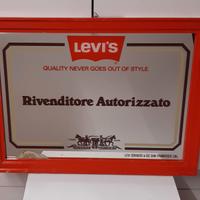 LEVI'S
QUALITY NEVER GOES OUT OF STYLE
Rivenditore Autorizzato
LEVI STRAUSS & CO SAN FRANCISCO, CAL.